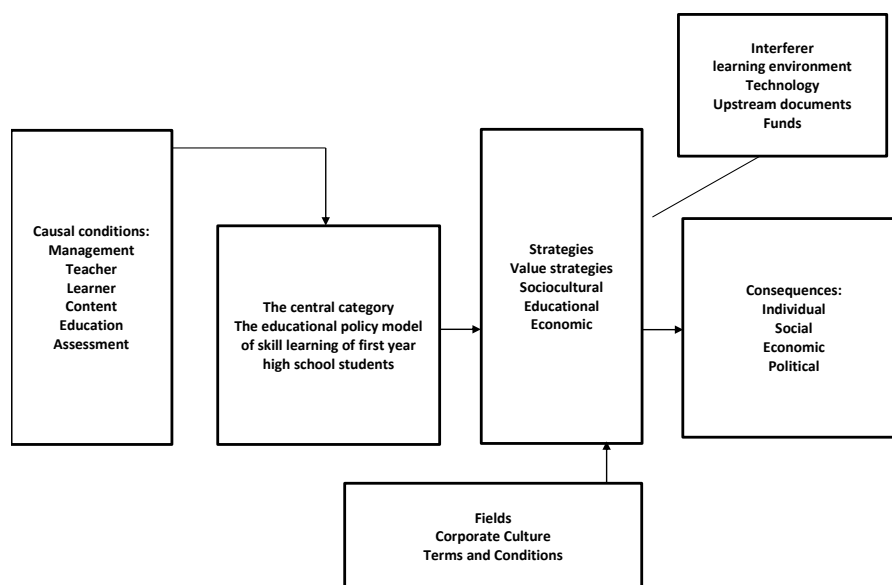 Interferer
learning environment
Technology
Upstream documents
Funds
Causal conditions:
Management
Teacher
Learner
Content
Education
Assessment
The central category
The educational policy model
of skill learning of first year
high school students
Strategies
Value strategies
Sociocultural
Educational
Economic
Consequences:
Individual
Social
Economic
Political
Fields
Corporate Culture
Terms and Conditions